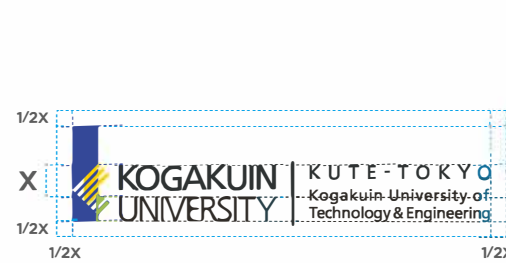 1/2X
X
1/2X
1/2X
1/2X
KOGAKUIN
UNIVERSITY
KUTE-TOKYO
Kogakuin University of
Technology & Engineering